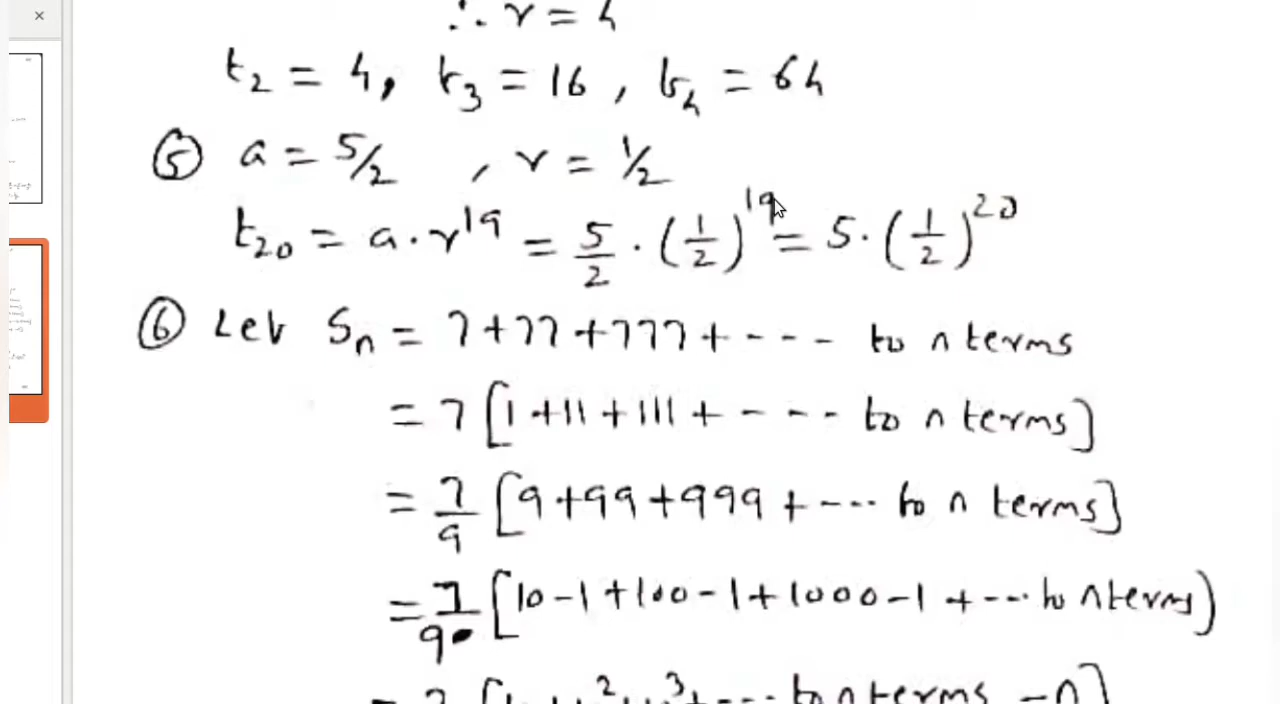 ∴ r = 4
t₂ = 4, t₃ = 16, t₄ = 64
⑤ a = 5/2 , r = 1/2
t₂₀ = a · r¹⁹ = 5/2 · (1/2)¹⁹ = 5 · (1/2)²⁰
⑥ Let Sₙ = 7+77+777+ ---- to n terms
= 7 [1+11+111+ ---- to n terms]
= 7/9 [9+99+999+ ---- to n terms]
= 7/9 [10-1+100-1+1000-1+ ---- to n terms)
to n terms -n]